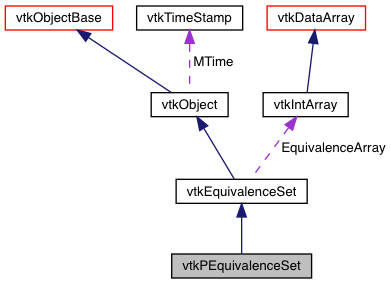 vtkObjectBase
vtkTimeStamp
vtkDataArray
MTime
vtkObject
vtkIntArray
EquivalenceArray
vtkEquivalenceSet
vtkPEquivalenceSet